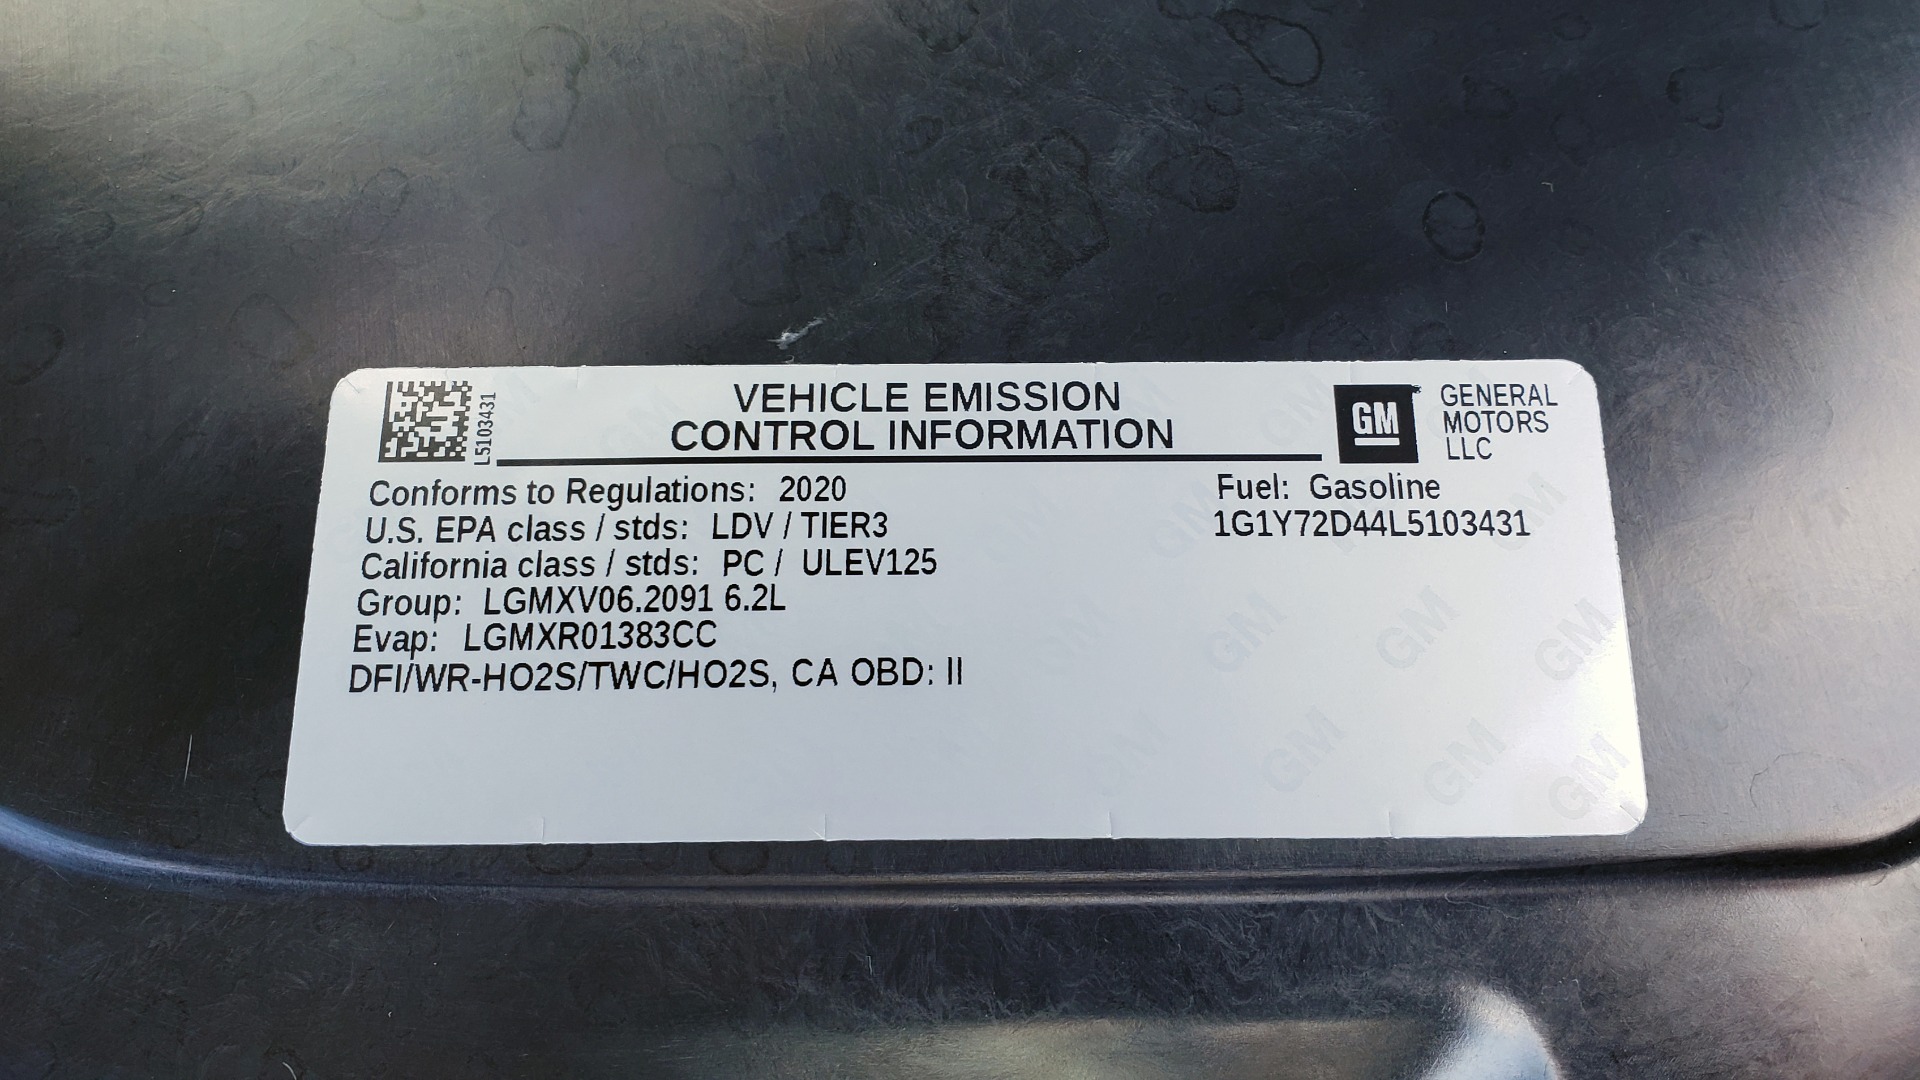 L5103431
VEHICLE EMISSION
CONTROL INFORMATION
GM
GENERAL
MOTORS
LLC
Conforms to Regulations: 2020
U.S. EPA class / stds: LDV / TIER3
California class / stds: PC / ULEV125
Group: LGMXV06.2091 6.2L
Evap: LGMXR01383CC
DFI/WR-HO2S/TWC/HO2S, CA OBD: II
Fuel: Gasoline
1G1Y72D44L5103431